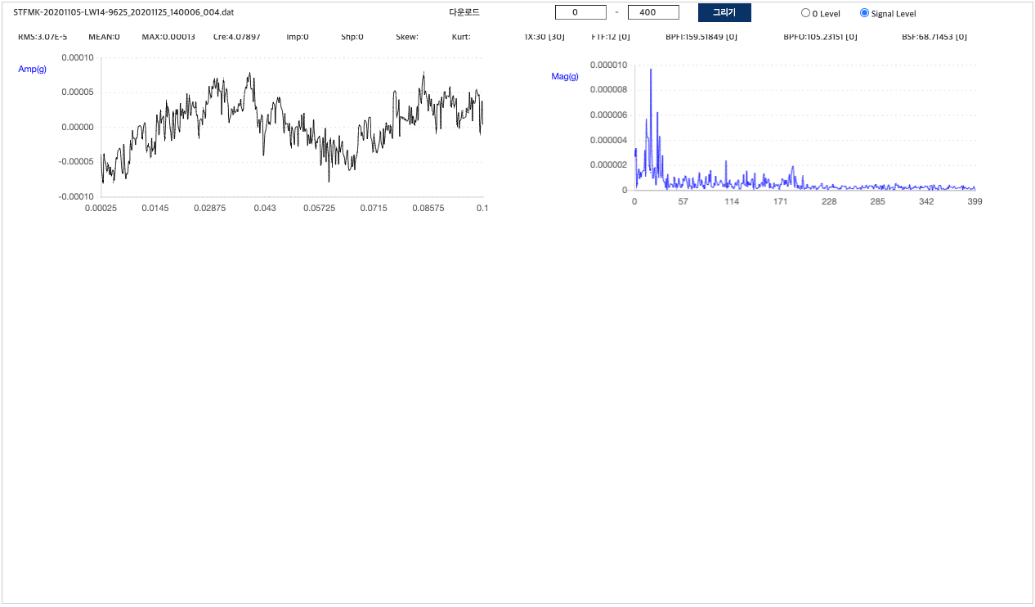 STFMK-20201105-LW14-9625_20201125_140006_004.dat 다운로드 0 - 400 그리기 0 Level Signal Level
RMS:3.07E-5 MEAN:0 MAX:0.00013 Cre:4.07897 Imp:0 Shp:0 Skew: Kurt: 1X:30 [30] FTF:12 [0] BPFI:159.51849 [0] BPFO:105.23151 [0] BSF:68.71453 [0]
Amp(g)
0.00010
0.00005
0.00000
-0.00005
-0.00010
0.00025 0.0145 0.02875 0.043 0.05725 0.0715 0.08575 0.1
Mag(g)
0.000010
0.000008
0.000006
0.000004
0.000002
0
0 57 114 171 228 285 342 399